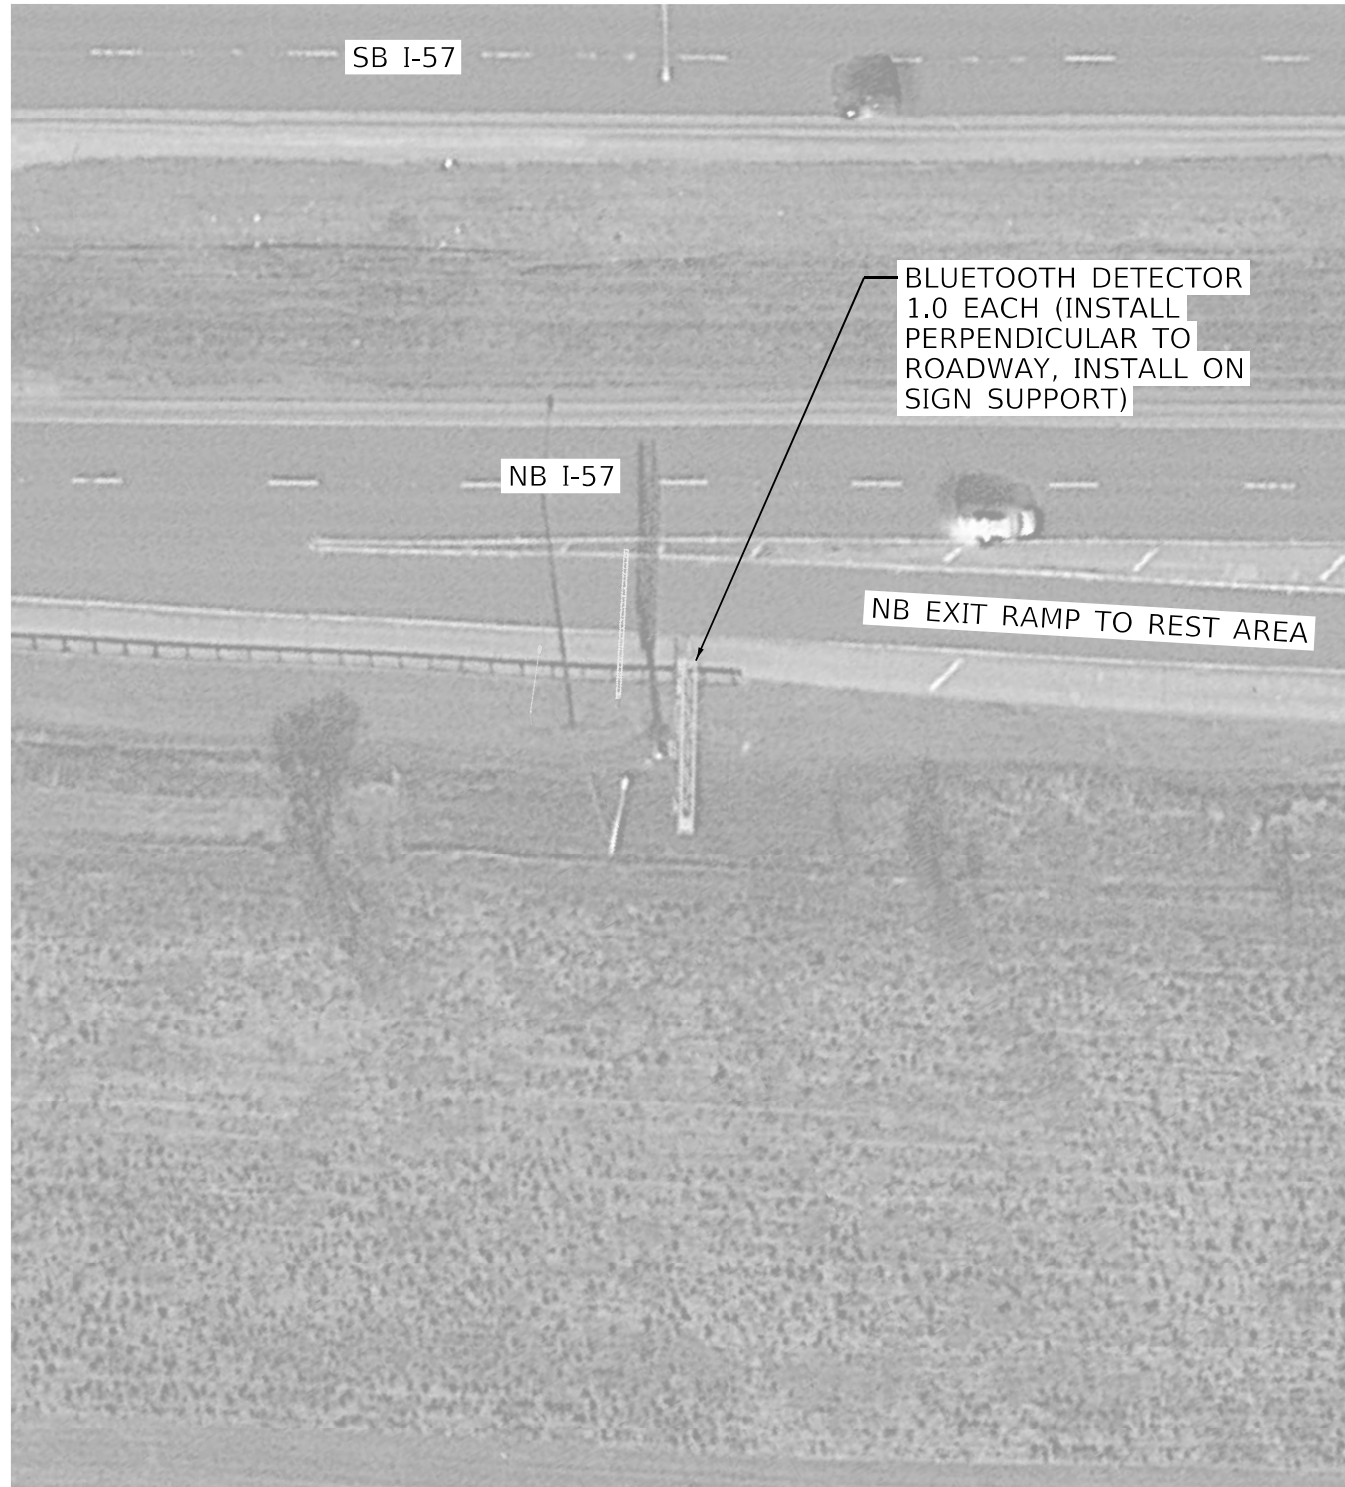 SB I-57
BLUETOOTH DETECTOR
1.0 EACH (INSTALL
PERPENDICULAR TO
ROADWAY, INSTALL ON
SIGN SUPPORT)
NB I-57
NB EXIT RAMP TO REST AREA